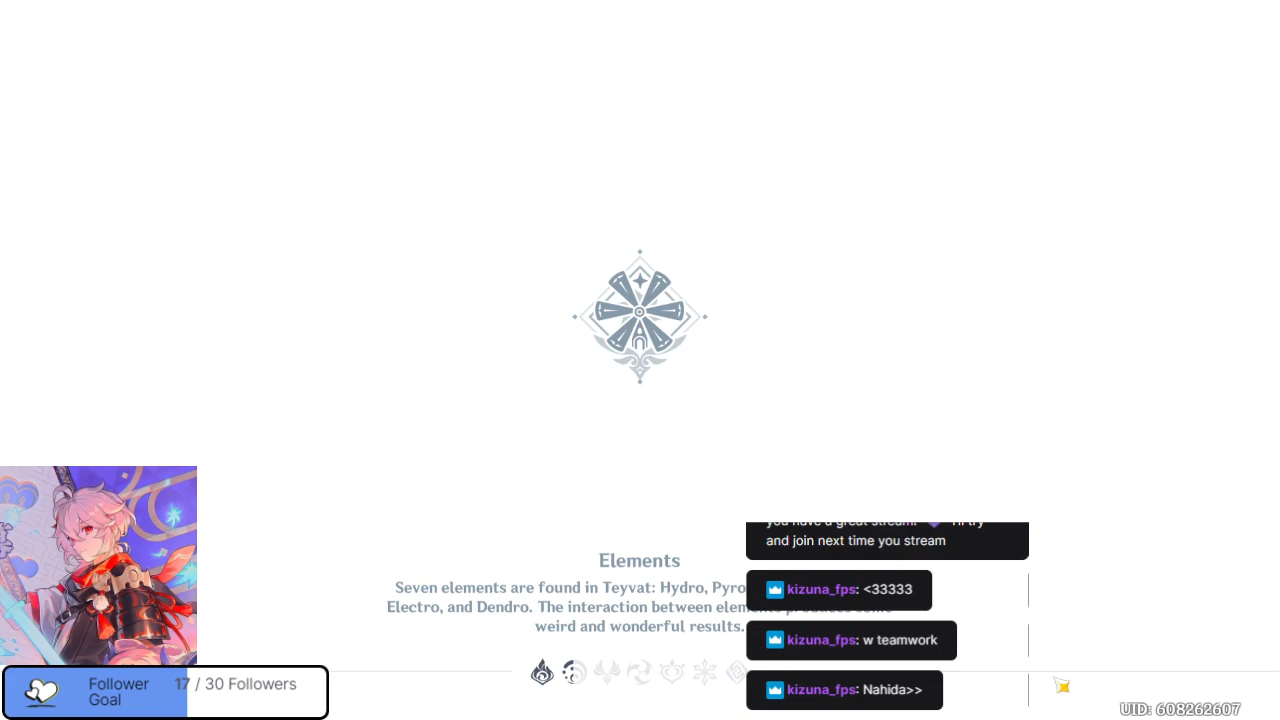 and join next time you stream
Elements
Seven elements are found in Teyvat: Hydro, Pyro
Electro, and Dendro. The interaction between
weird and wonderful results.
kizuna_fps: <33333
kizuna_fps: w teamwork
kizuna_fps: Nahida>>
Follower
Goal
17 / 30 Followers
UID: 608262607